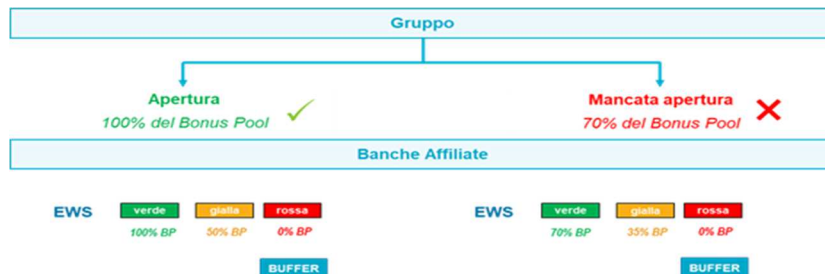 Gruppo
Apertura
100% del Bonus Pool
Mancata apertura
70% del Bonus Pool
Banche Affiliate
EWS verde gialla rossa
100% BP 50% BP 0% BP
BUFFER
EWS verde gialla rossa
70% BP 35% BP 0% BP
BUFFER